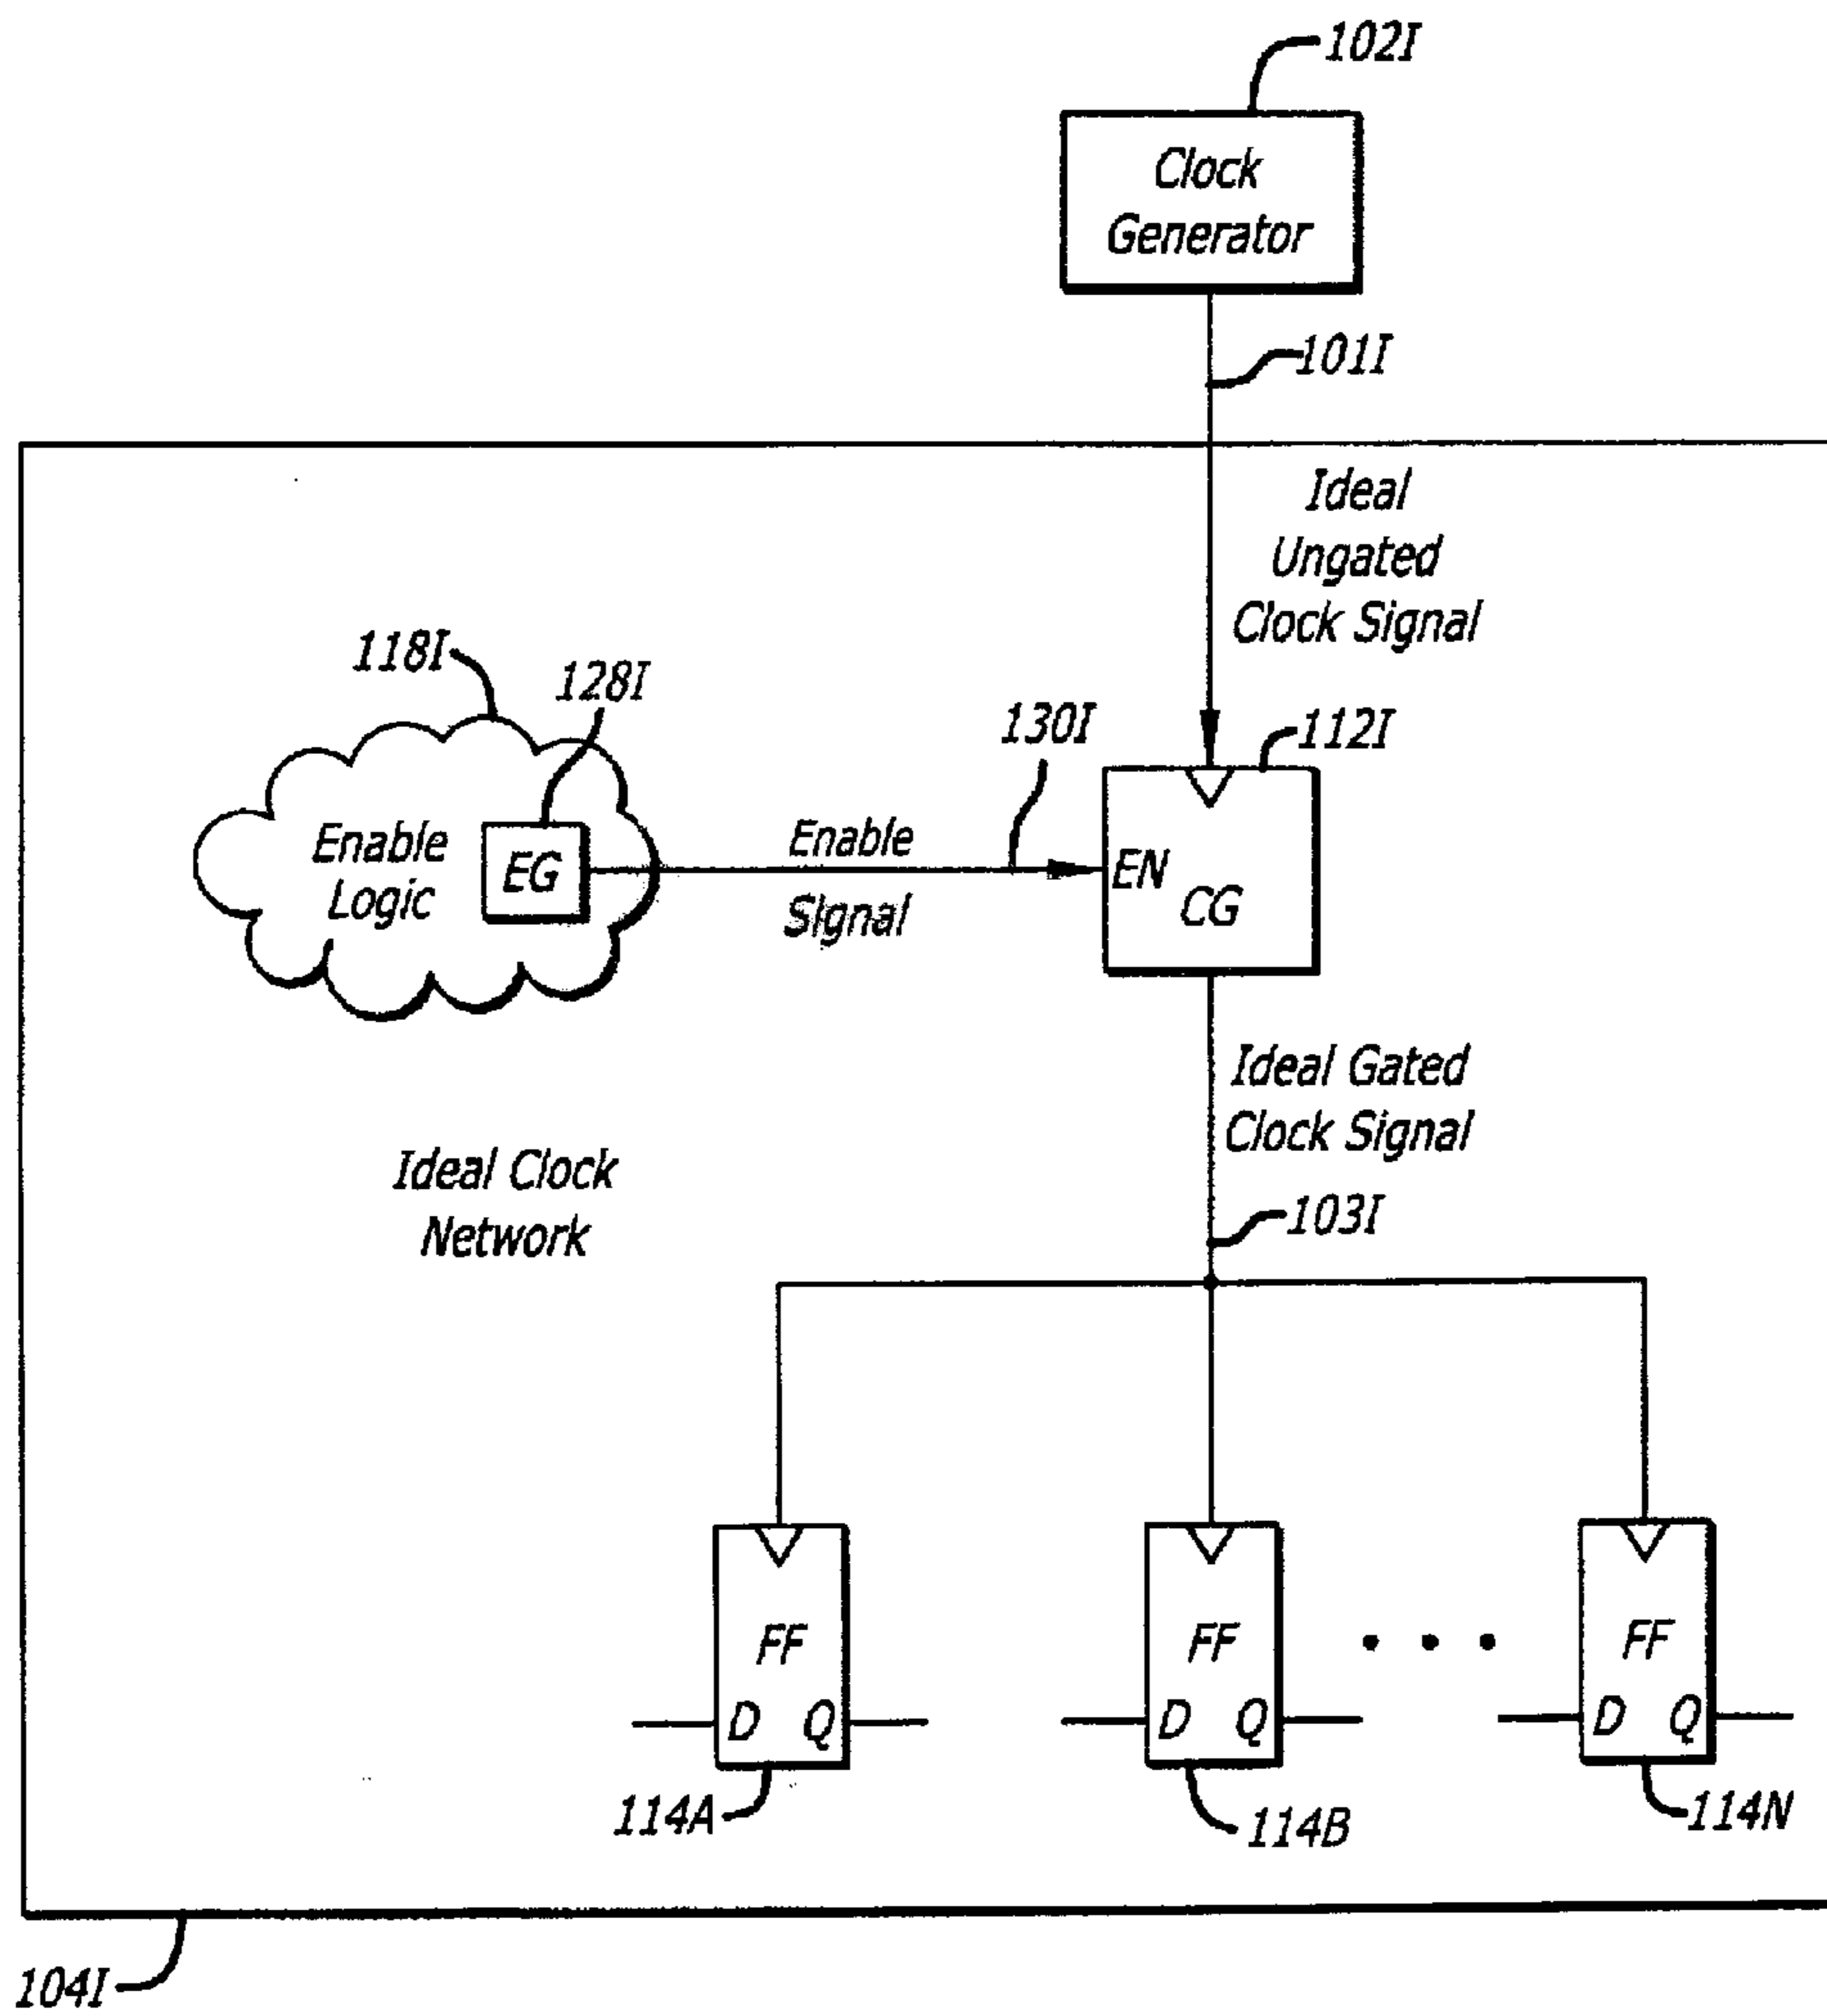 102I
Clock
Generator
101I
Ideal
Ungated
Clock Signal
118I
128I
130I
112I
Enable
Logic
EG
Enable
Signal
EN
CG
Ideal Gated
Clock Signal
Ideal Clock
Network
103I
FF
D Q
FF
D Q
FF
D Q
114A
114B
114N
104I